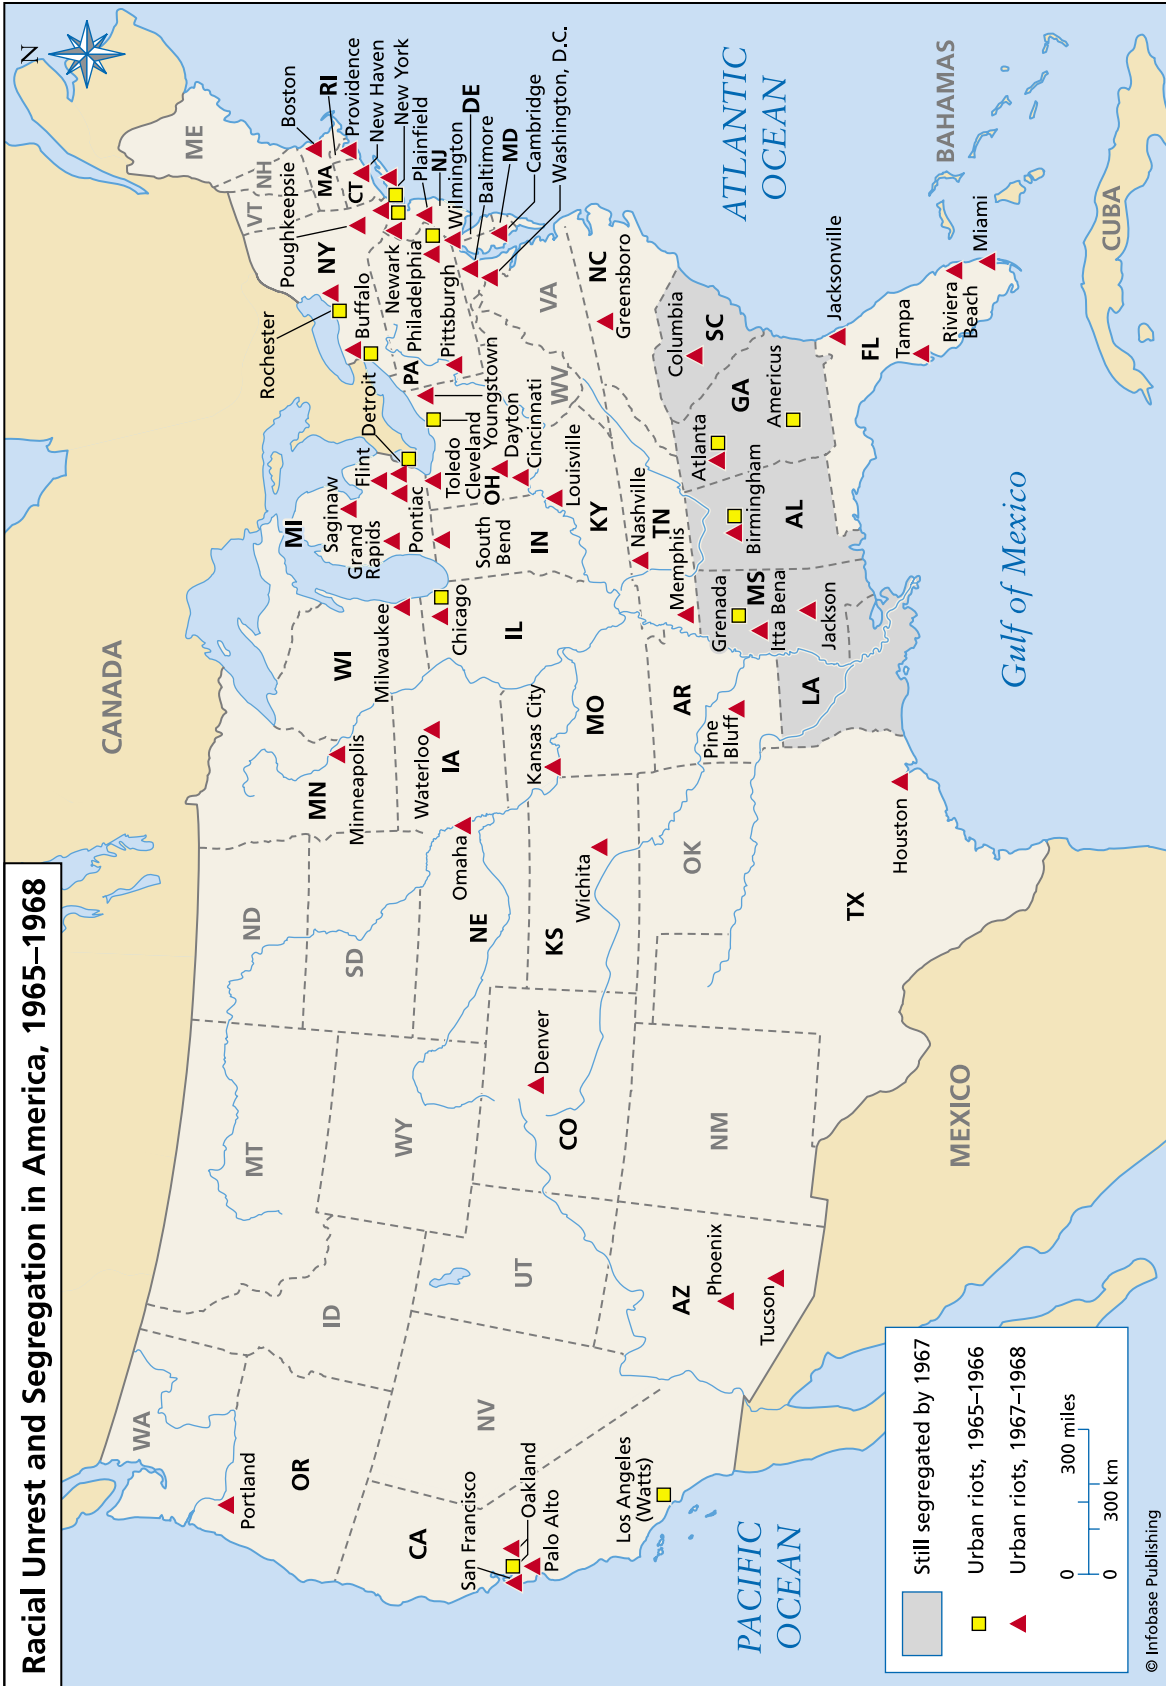 Racial Unrest and Segregation in America, 1965–1968
N
CANADA
WA
Portland
OR
ID
MT
ND
SD
WY
NV
UT
CA
San Francisco
Oakland
Palo Alto
Los Angeles
(Watts)
AZ
Phoenix
Tucson
NM
CO
Denver
NE
Omaha
KS
Wichita
OK
TX
Houston
MN
Minneapolis
IA
Waterloo
Kansas City
MO
AR
Pine
Bluff
LA
WI
Milwaukee
Chicago
IL
MI
Saginaw
Grand
Rapids
Flint
Pontiac
Detroit
South
Bend
IN
Toledo
Cleveland
Youngstown
OH
Dayton
Cincinnati
Louisville
KY
Nashville
TN
Memphis
Grenada
MS
Itta Bena
Jackson
Birmingham
AL
Atlanta
GA
Americus
Columbia
SC
NC
Greensboro
VA
WV
FL
Jacksonville
Tampa
Riviera
Beach
Miami
PA
Pittsburgh
Philadelphia
Newark
NY
Rochester
Buffalo
Poughkeepsie
VT
NH
ME
Boston
MA
RI
Providence
CT
New Haven
New York
Plainfield
NJ
Wilmington
DE
Baltimore
MD
Cambridge
Washington, D.C.
ATLANTIC
OCEAN
BAHAMAS
CUBA
Gulf of Mexico
MEXICO
PACIFIC
OCEAN
Still segregated by 1967
Urban riots, 1965–1966
Urban riots, 1967–1968
0 300 miles
0 300 km
© Infobase Publishing